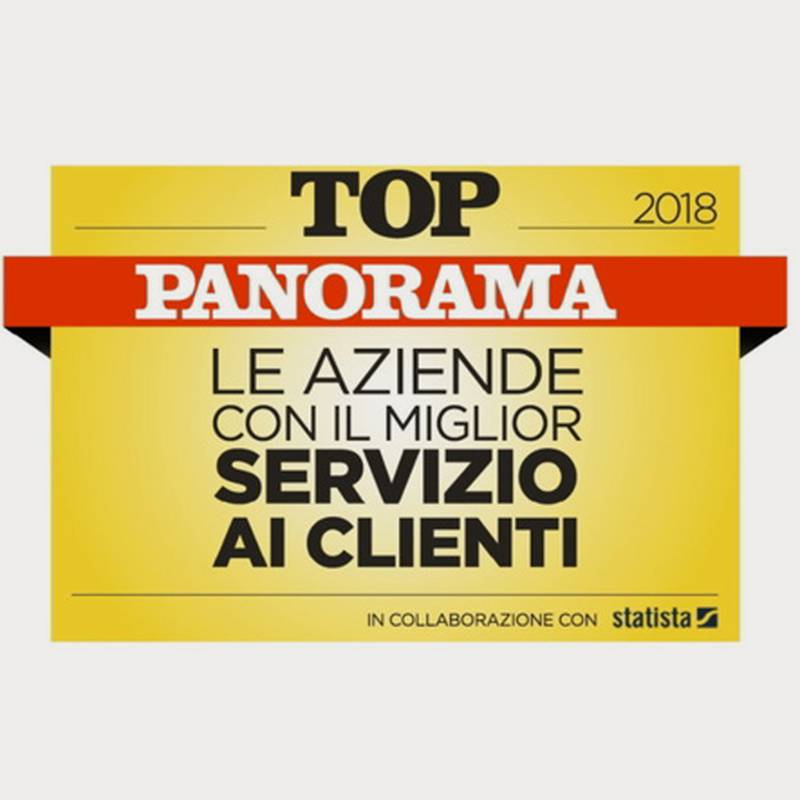 TOP
2018
PANORAMA
LE AZIENDE
CON IL MIGLIOR
SERVIZIO
AI CLIENTI
IN COLLABORAZIONE CON statista